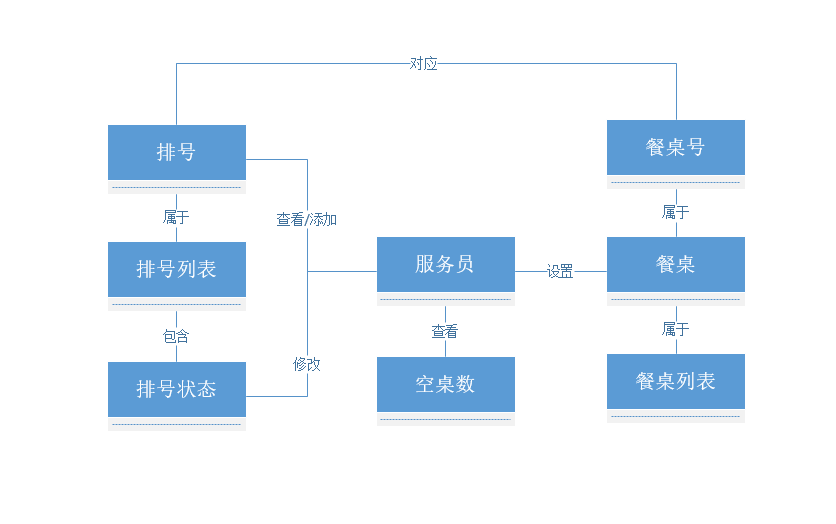 对应
排号
餐桌号
属于
查看/添加
属于
排号列表
服务员
设置
餐桌
包含
查看
属于
修改
排号状态
空桌数
餐桌列表